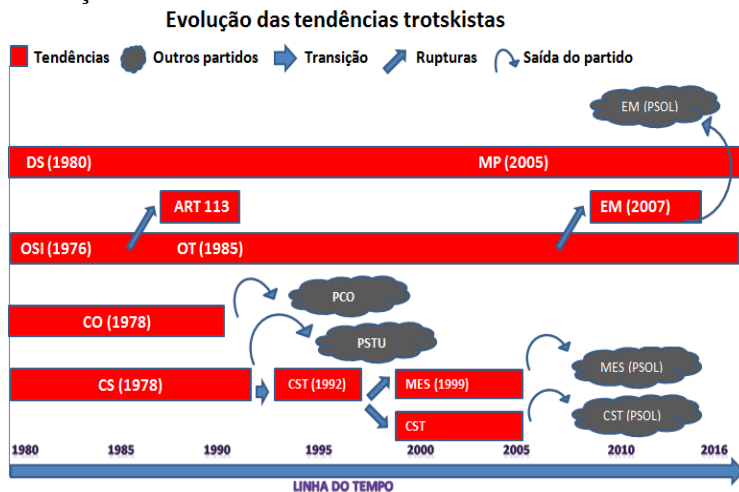 Evolução das tendências trotskistas
Tendências Outros partidos Transição Rupturas Saída do partido
EM (PSOL)
DS (1980) MP (2005)
ART 113 EM (2007)
OSI (1976) OT (1985)
PCO
CO (1978)
PSTU
MES (PSOL)
CS (1978) CST (1992) MES (1999)
CST (PSOL)
CST
1980 1985 1990 1995 2000 2005 2010 2016
LINHA DO TEMPO